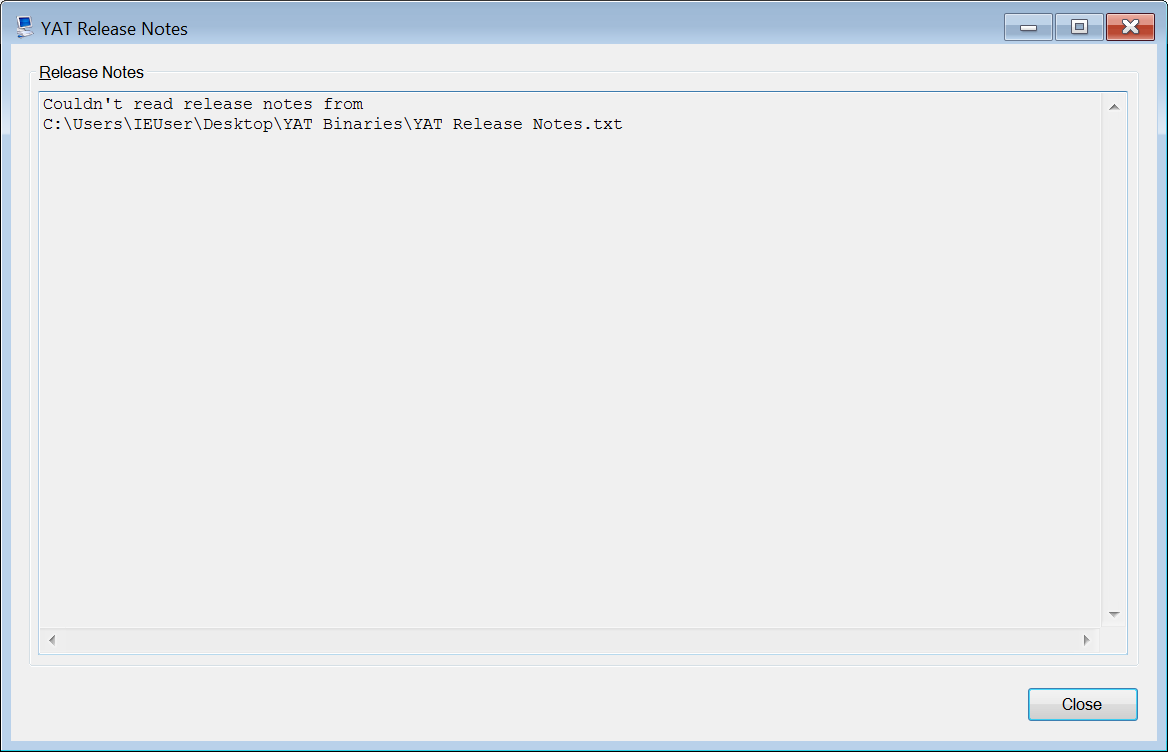 YAT Release Notes
Release Notes
Couldn't read release notes from
C:\Users\IEUser\Desktop\YAT Binaries\YAT Release Notes.txt
Close